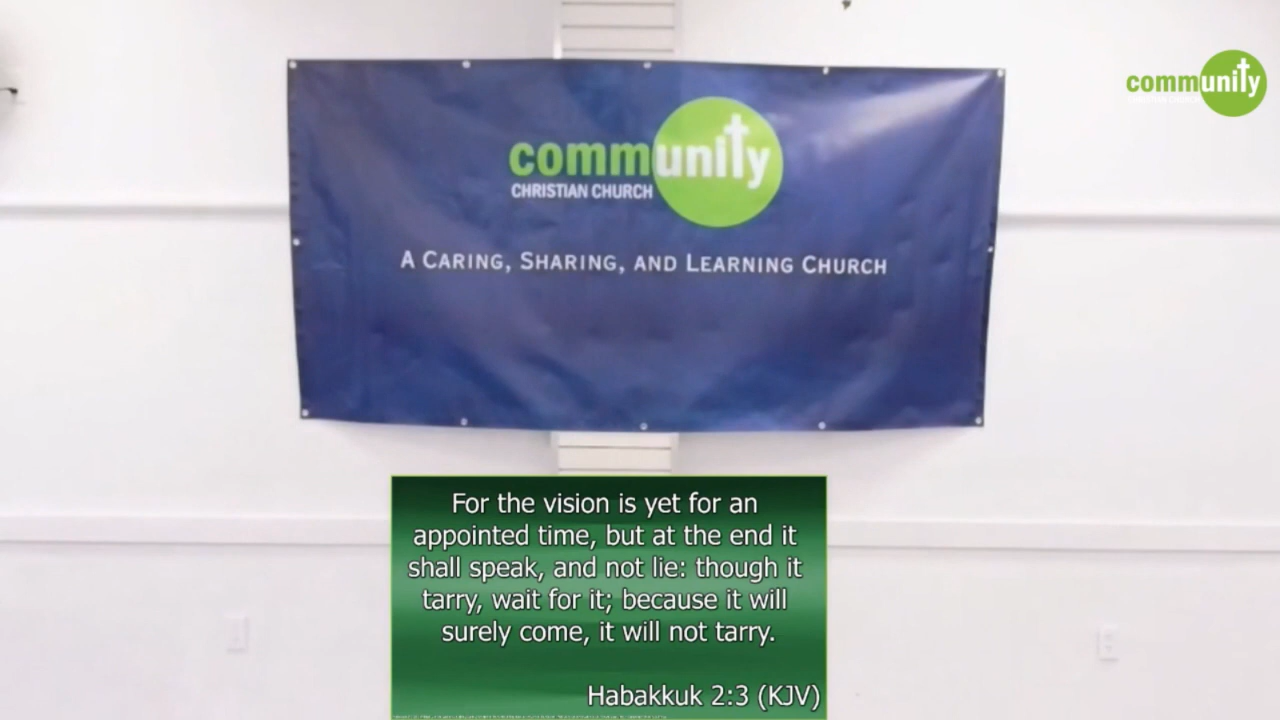 community
CHRISTIAN CHURCH
A CARING, SHARING, AND LEARNING CHURCH
community
For the vision is yet for an
appointed time, but at the end it
shall speak, and not lie: though it
tarry, wait for it; because it will
surely come, it will not tarry.
Habakkuk 2:3 (KJV)